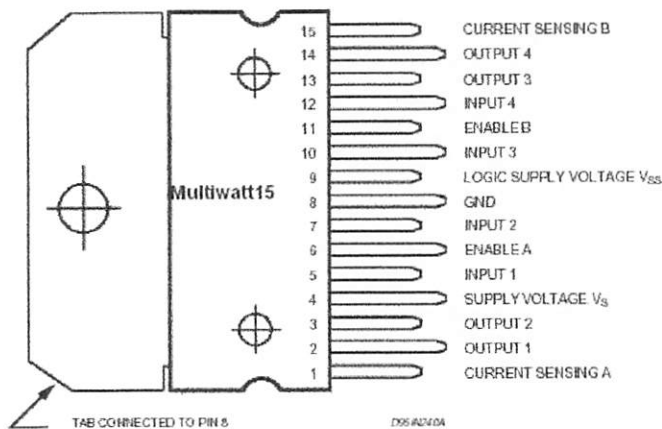 15 CURRENT SENSING B
14 OUTPUT 4
13 OUTPUT 3
12 INPUT 4
11 ENABLE B
10 INPUT 3
9 LOGIC SUPPLY VOLTAGE VSS
Multiwatt15
8 GND
7 INPUT 2
6 ENABLE A
5 INPUT 1
4 SUPPLY VOLTAGE VS
3 OUTPUT 2
2 OUTPUT 1
1 CURRENT SENSING A
TAB CONNECTED TO PIN 8